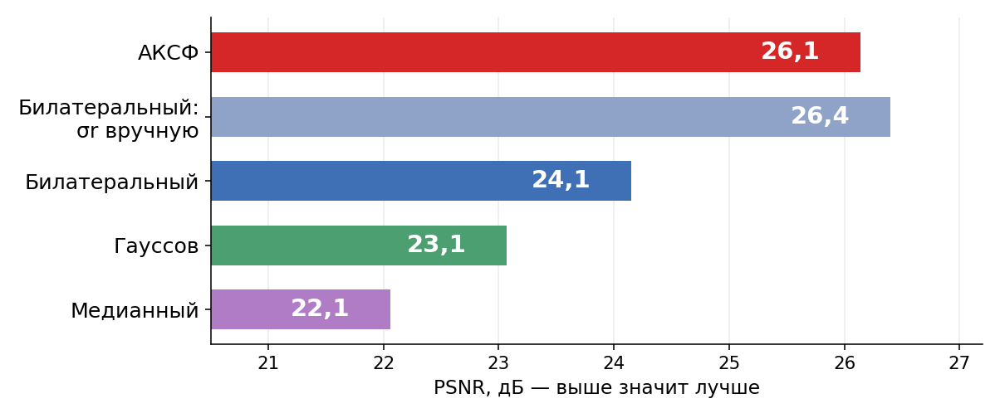 АКСФ
26,1
Билатеральный:
σr вручную
26,4
Билатеральный
24,1
Гауссов
23,1
Медианный
22,1
21 22 23 24 25 26 27
PSNR, дБ — выше значит лучше